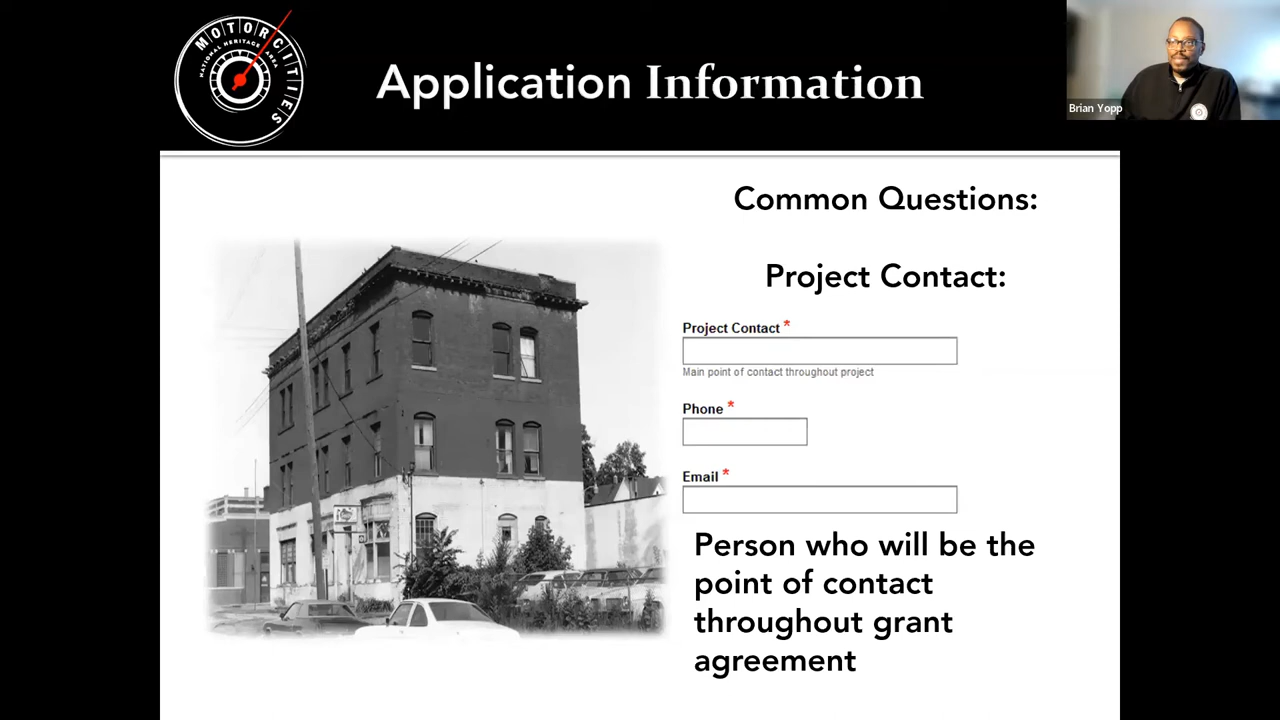 MOTORCITIES
NATIONAL HERITAGE AREA
Application Information
Brian Yopp
Common Questions:
Project Contact:
Project Contact *
Main point of contact throughout project
Phone *
Email *
Person who will be the
point of contact
throughout grant
agreement